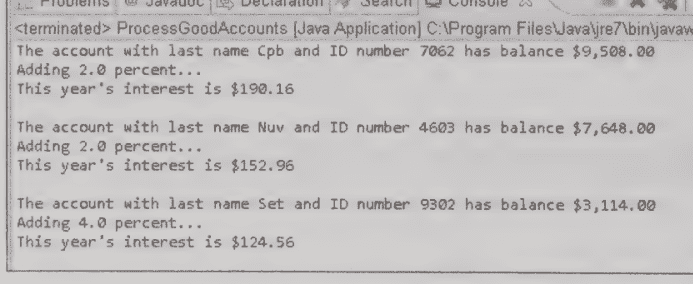 Problems @ Javadoc Declaration Search Console
<terminated> ProcessGoodAccounts [Java Application] C:\Program Files\Java\jre7\bin\javaw
The account with last name Cpb and ID number 7062 has balance $9,508.00
Adding 2.0 percent...
This year's interest is $190.16
The account with last name Nuv and ID number 4603 has balance $7,648.00
Adding 2.0 percent...
This year's interest is $152.96
The account with last name Set and ID number 9302 has balance $3,114.00
Adding 4.0 percent...
This year's interest is $124.56